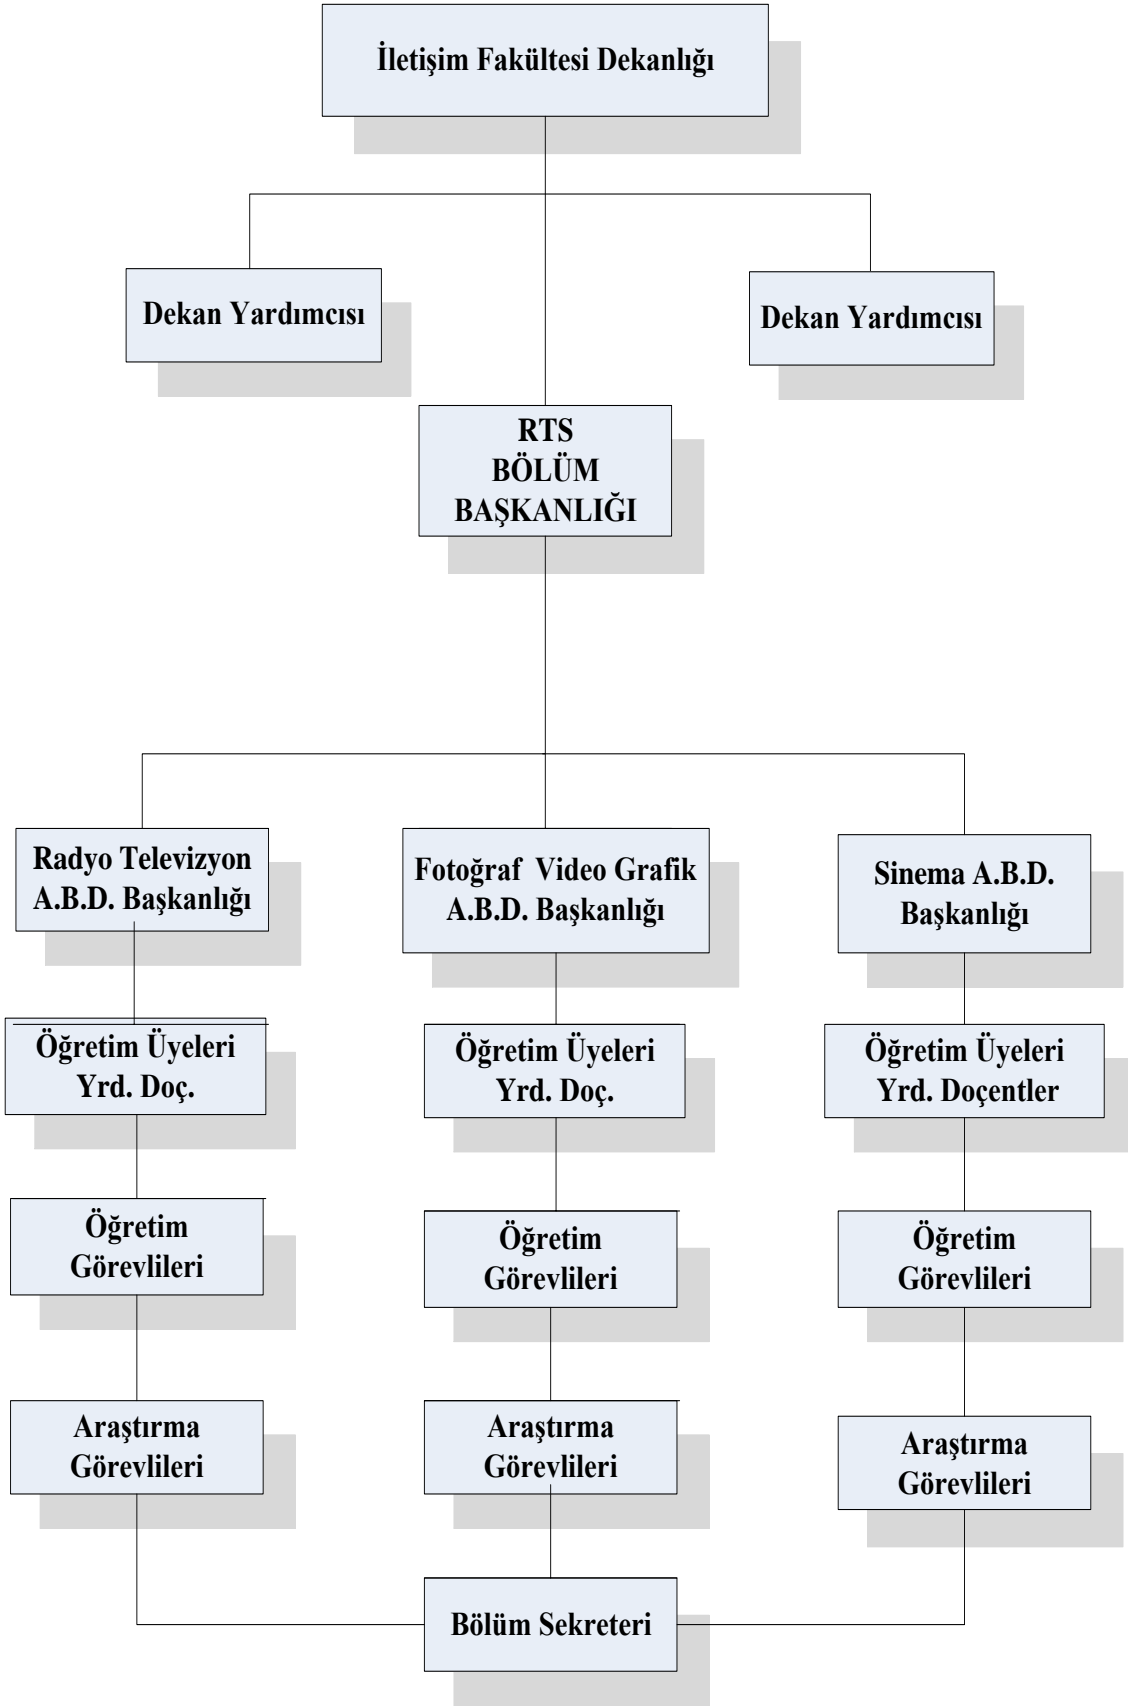 İletişim Fakültesi Dekanlığı
Dekan Yardımcısı
Dekan Yardımcısı
RTS
BÖLÜM
BAŞKANLIĞI
Radyo Televizyon
A.B.D. Başkanlığı
Fotoğraf Video Grafik
A.B.D. Başkanlığı
Sinema A.B.D.
Başkanlığı
Öğretim Üyeleri
Yrd. Doç.
Öğretim Üyeleri
Yrd. Doç.
Öğretim Üyeleri
Yrd. Doçentler
Öğretim
Görevlileri
Öğretim
Görevlileri
Öğretim
Görevlileri
Araştırma
Görevlileri
Araştırma
Görevlileri
Araştırma
Görevlileri
Bölüm Sekreteri